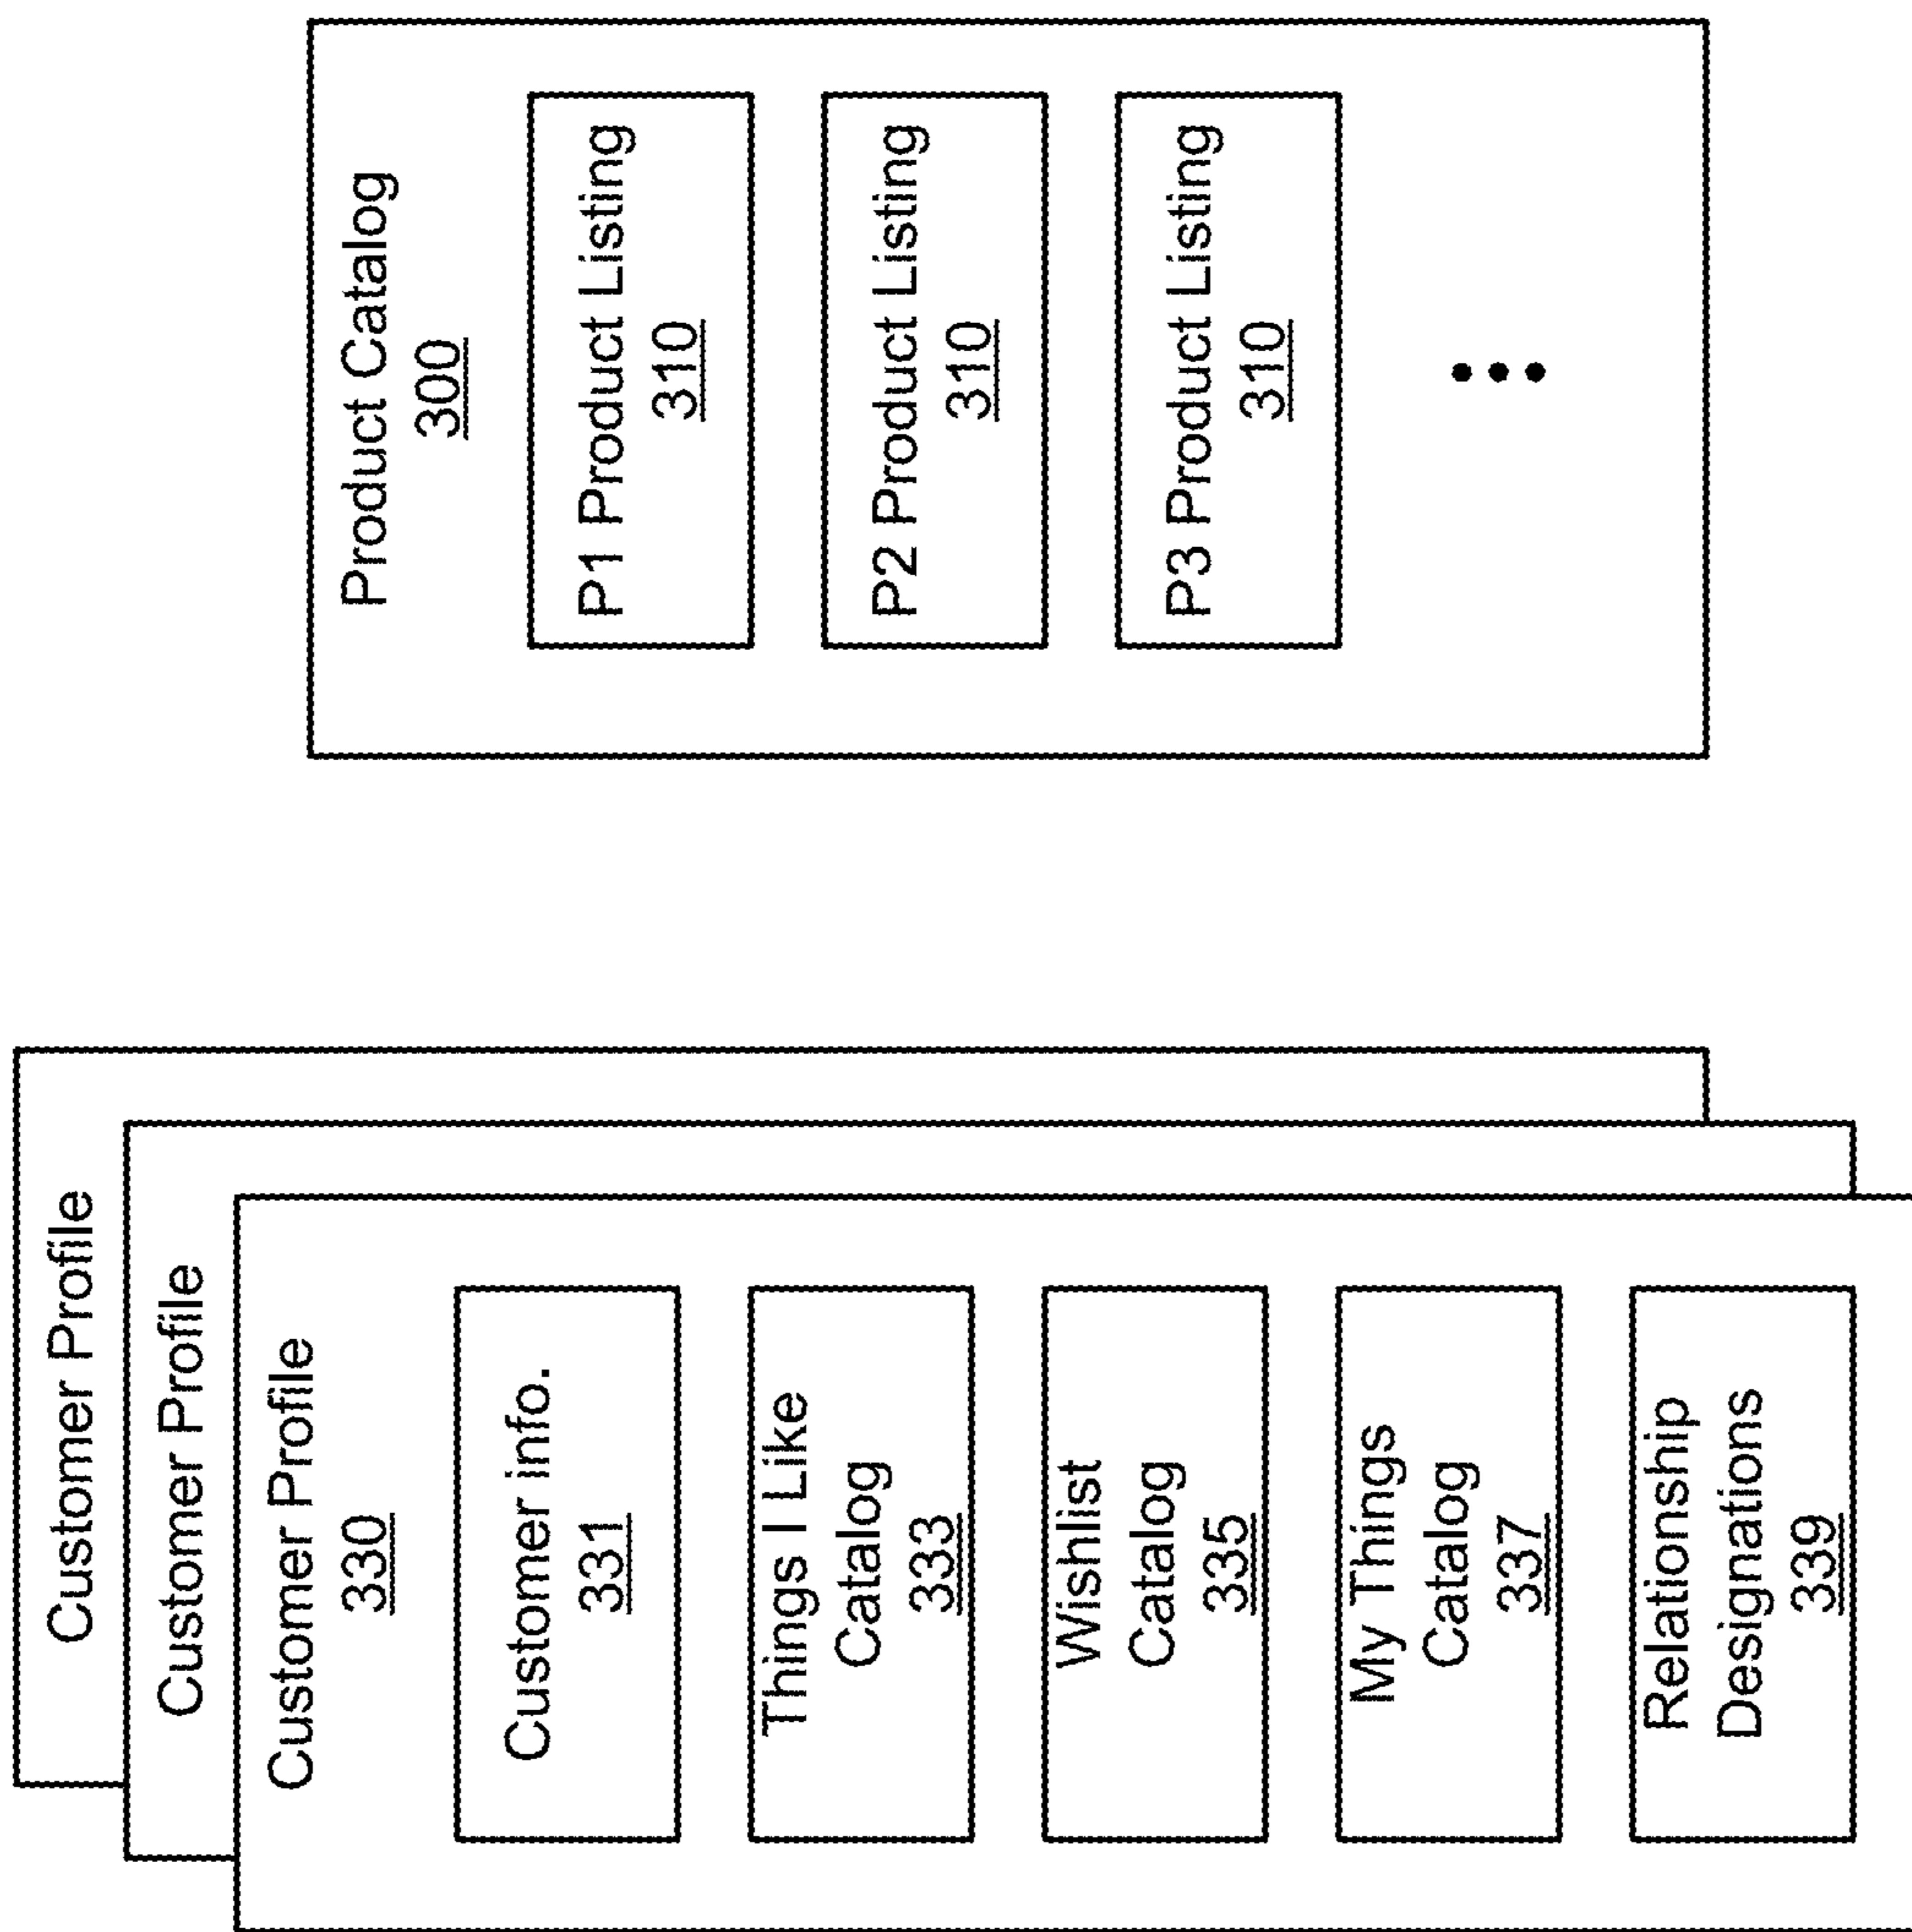 Customer Profile
Customer Profile
Customer Profile
330
Customer info.
331
Things I Like
Catalog
333
Wishlist
Catalog
335
My Things
Catalog
337
Relationship
Designations
339
Product Catalog
300
P1 Product Listing
310
P2 Product Listing
310
P3 Product Listing
310